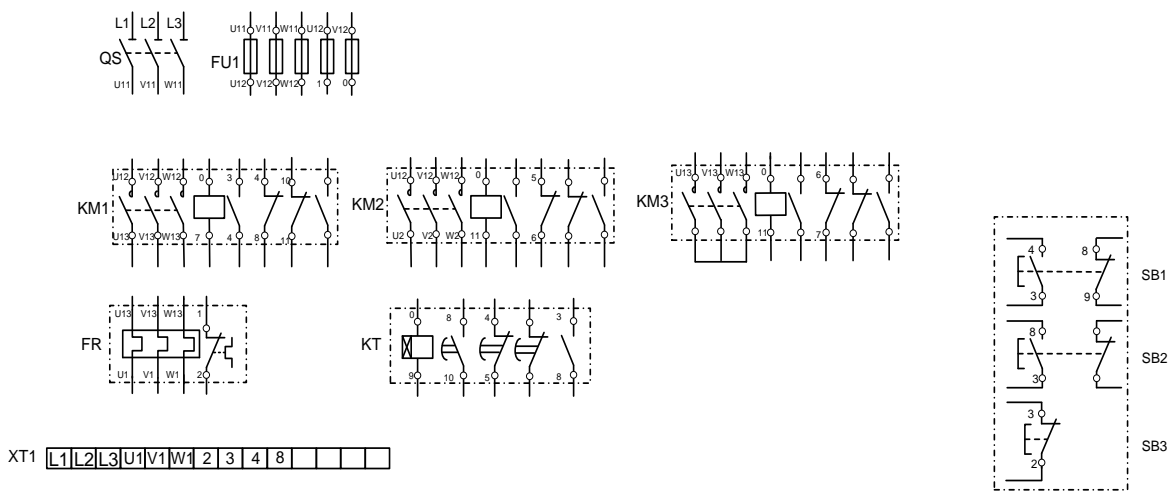 L1 L2 L3
QS
U11 V11 W11
U11 V11 W11 U12 V12
FU1
U12 V12 W12 1 0
U12 V12 W12 0 3 4 10
KM1
U13 V13 W13 7 4 8 11
U12 V12 W12 0 5
KM2
U2 V2 W2 11 6
U13 V13 W13 0 6
KM3
11 7
4 8
SB1
3 9
8
SB2
3
3
SB3
2
U13 V13 W13 1
FR
U1 V1 W1 2
0 8 4 3
KT
9 10 5 8
XT1 L1 L2 L3 U1 V1 W1 2 3 4 8